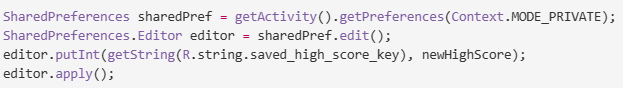 SharedPreferences sharedPref = getActivity().getPreferences(Context.MODE_PRIVATE);
SharedPreferences.Editor editor = sharedPref.edit();
editor.putInt(getString(R.string.saved_high_score_key), newHighScore);
editor.apply();